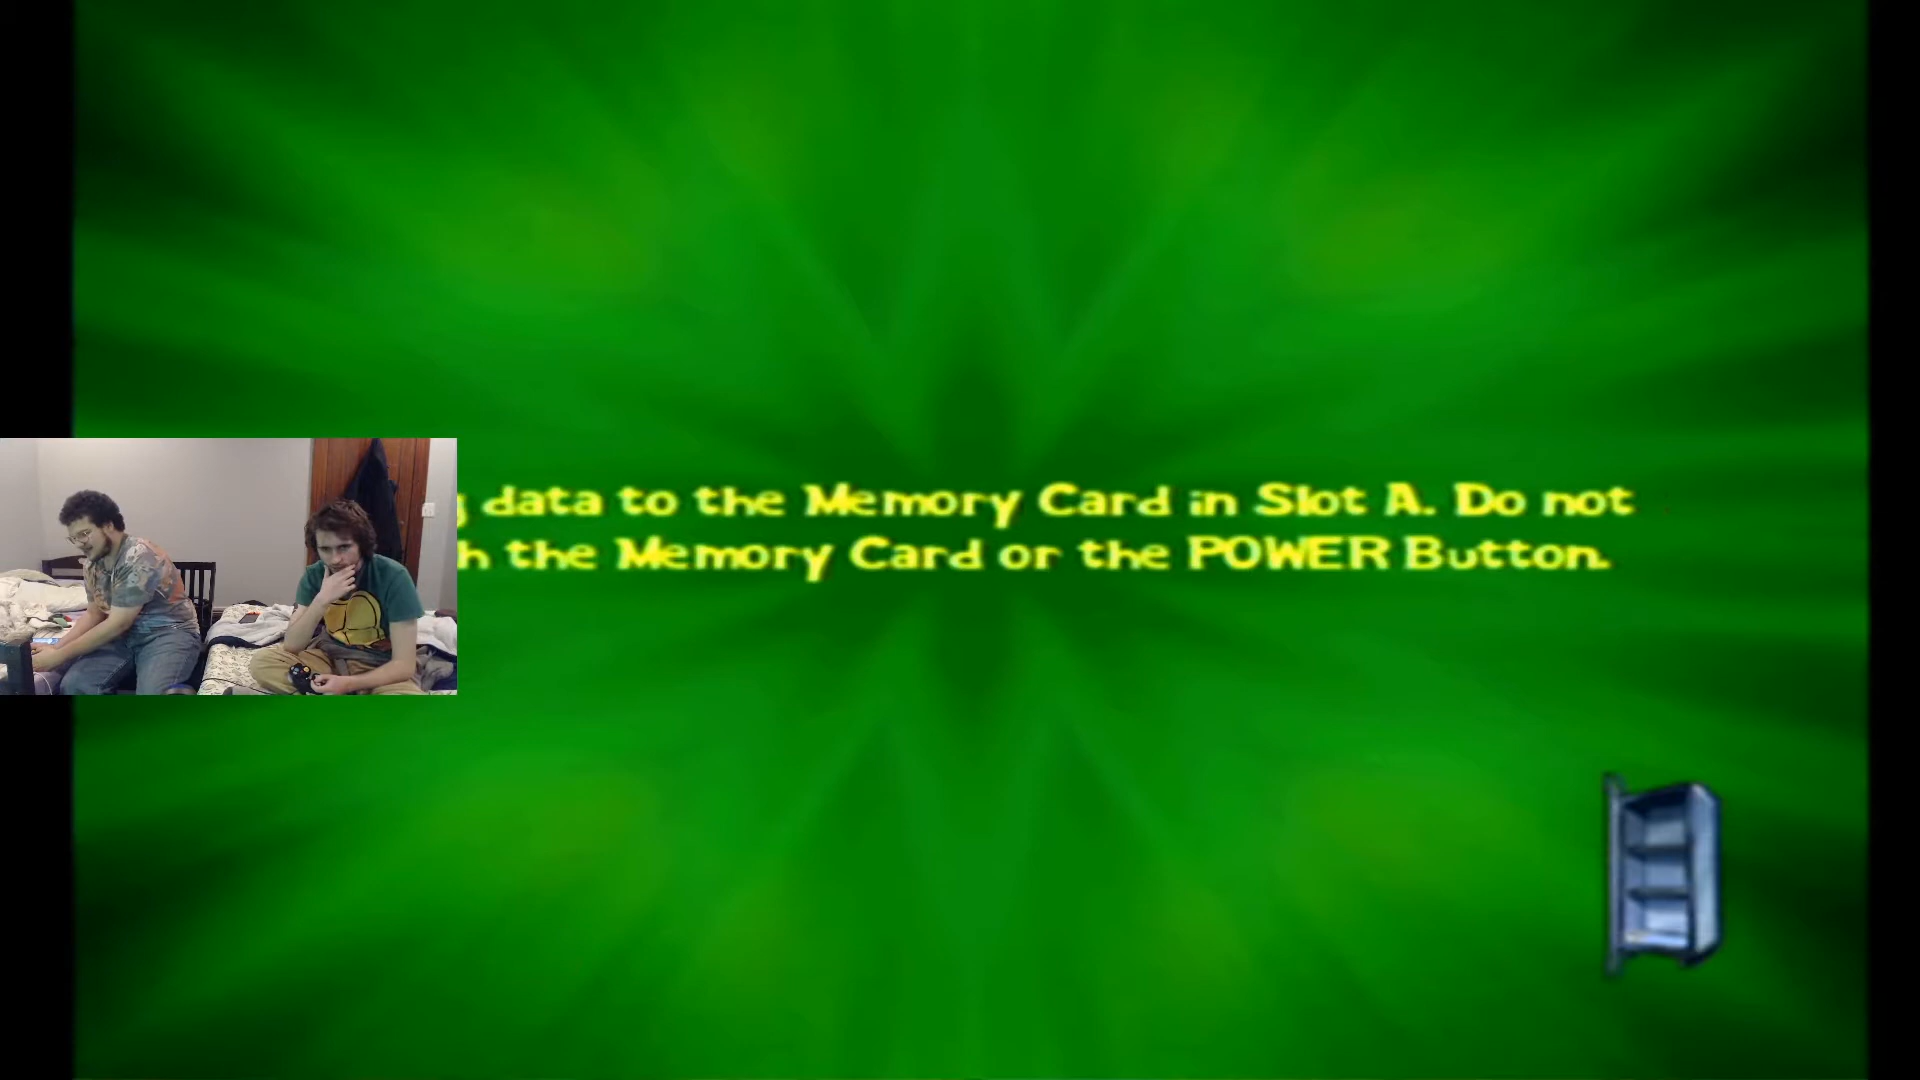 data to the Memory Card in Slot A. Do not
the Memory Card or the POWER Button.